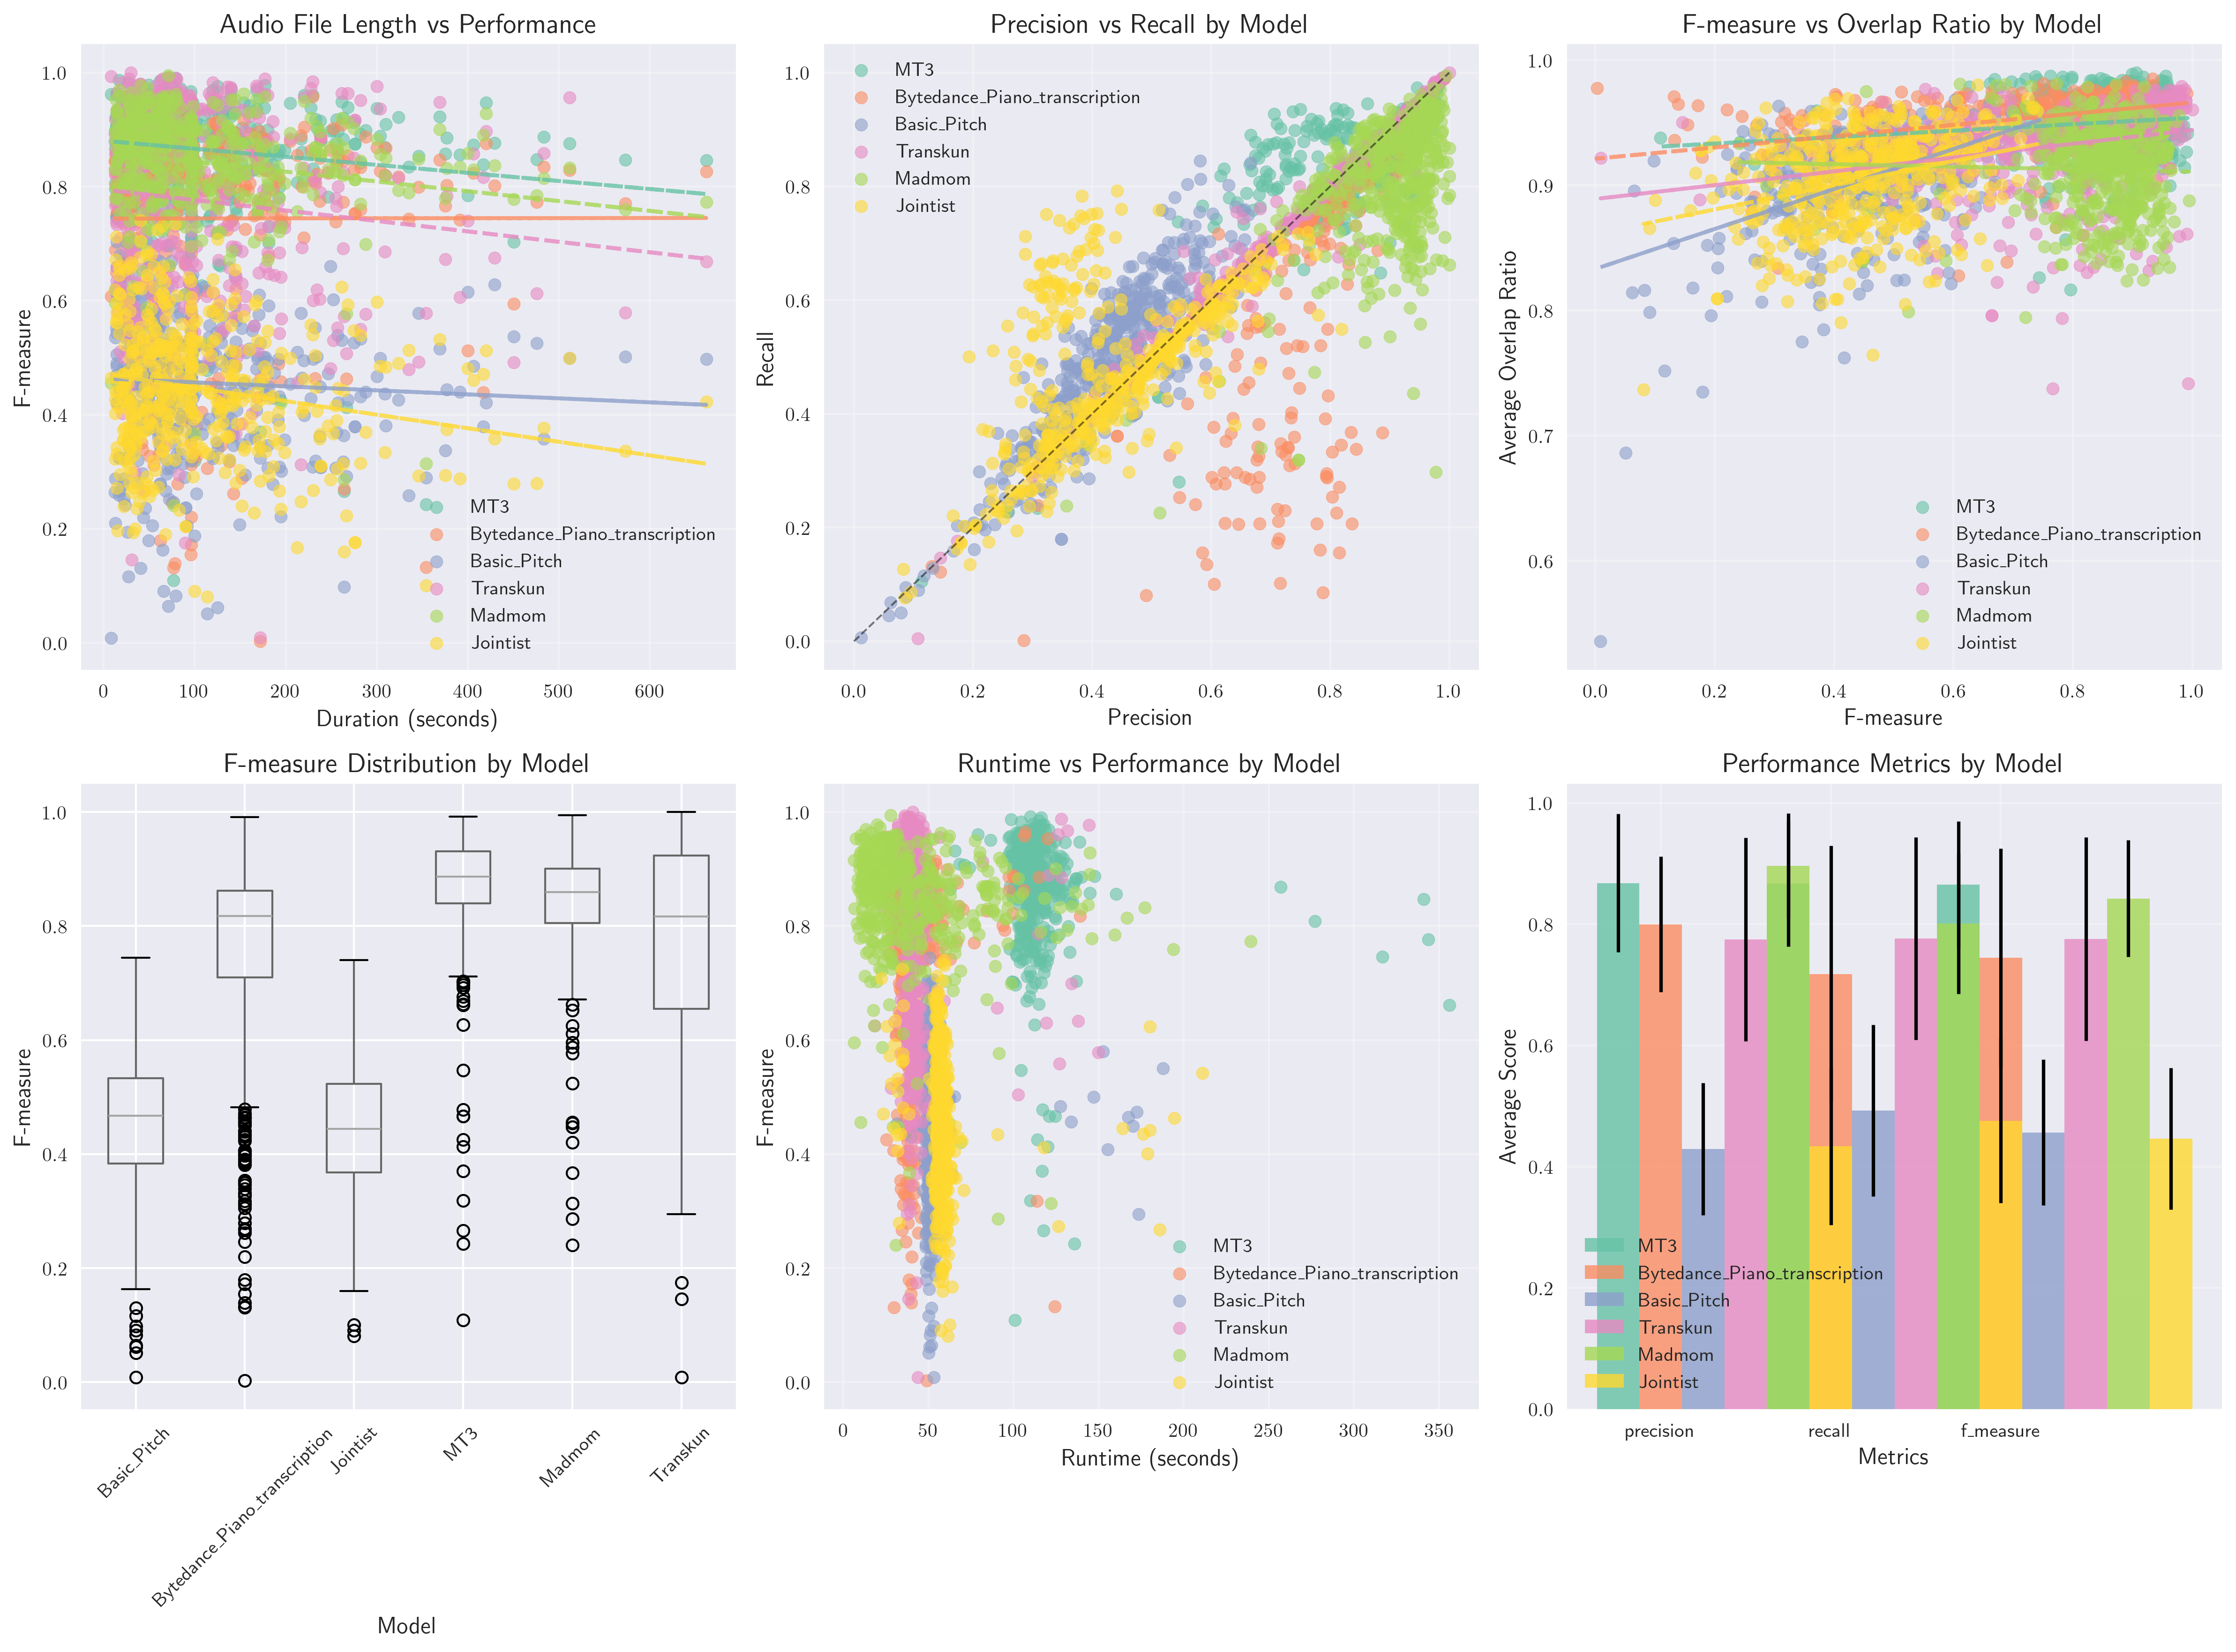 Audio File Length vs Performance
F-measure
1.0
0.8
0.6
0.4
0.2
0.0
MT3
Bytedance_Piano_transcription
Basic_Pitch
Transkun
Madmom
Jointist
0 100 200 300 400 500 600
Duration (seconds)
Precision vs Recall by Model
Recall
1.0
0.8
0.6
0.4
0.2
0.0
MT3
Bytedance_Piano_transcription
Basic_Pitch
Transkun
Madmom
Jointist
0.0 0.2 0.4 0.6 0.8 1.0
Precision
F-measure vs Overlap Ratio by Model
Average Overlap Ratio
1.0
0.9
0.8
0.7
0.6
MT3
Bytedance_Piano_transcription
Basic_Pitch
Transkun
Madmom
Jointist
0.0 0.2 0.4 0.6 0.8 1.0
F-measure
F-measure Distribution by Model
F-measure
1.0
0.8
0.6
0.4
0.2
0.0
Basic_Pitch
Bytedance_Piano_transcription
Jointist
MT3
Madmom
Transkun
Model
Runtime vs Performance by Model
F-measure
1.0
0.8
0.6
0.4
0.2
0.0
MT3
Bytedance_Piano_transcription
Basic_Pitch
Transkun
Madmom
Jointist
0 50 100 150 200 250 300 350
Runtime (seconds)
Performance Metrics by Model
Average Score
1.0
0.8
0.6
0.4
0.2
0.0
MT3
Bytedance_Piano_transcription
Basic_Pitch
Transkun
Madmom
Jointist
precision recall f_measure
Metrics